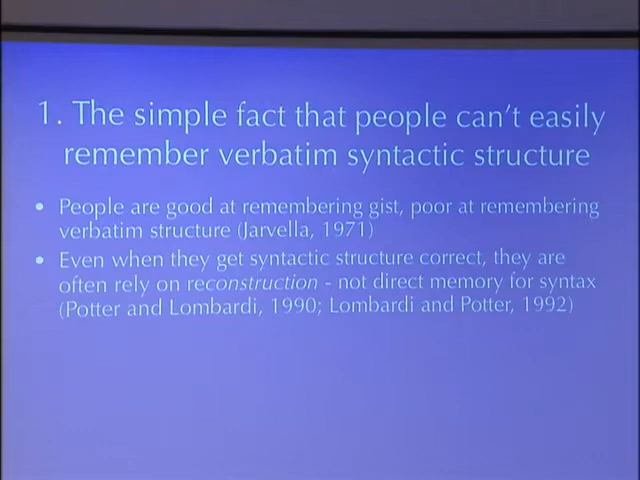 1. The simple fact that people can't easily
remember verbatim syntactic structure
• People are good at remembering gist, poor at remembering
verbatim structure (Jarvella, 1971)
• Even when they get syntactic structure correct, they are
often rely on reconstruction - not direct memory for syntax
(Potter and Lombardi, 1990; Lombardi and Potter, 1992)